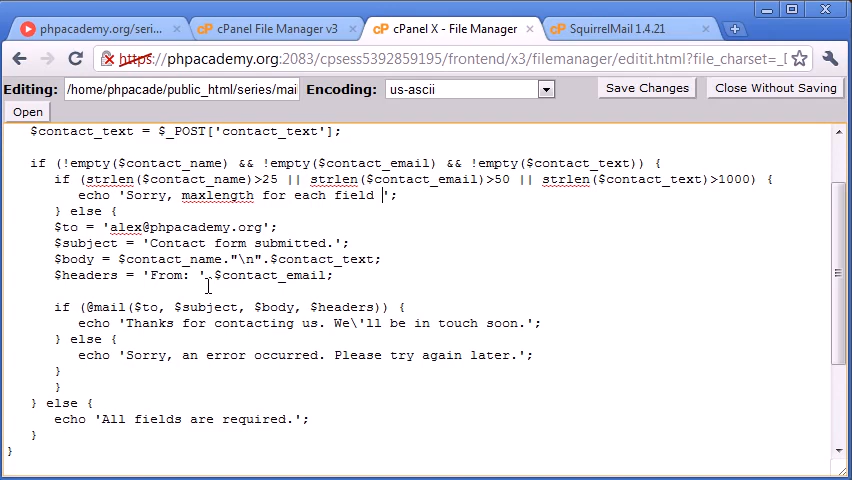 phpacademy.org/serie... cPanel File Manager v3 cPanel X - File Manager SquirrelMail 1.4.21
https://phpacademy.org:2083/cpsess5392859195/frontend/x3/filemanager/editit.html?file_charset=_[
Editing: /home/phpacade/public_html/series/mai Encoding: us-ascii Save Changes Close Without Saving
Open
$contact_text = $_POST['contact_text'];
if (!empty($contact_name) && !empty($contact_email) && !empty($contact_text)) {
if (strlen($contact_name)>25 || strlen($contact_email)>50 || strlen($contact_text)>1000) {
echo 'Sorry, maxlength for each field ';
} else {
$to = 'alex@phpacademy.org';
$subject = 'Contact form submitted.';
$body = $contact_name."\n".$contact_text;
$headers = 'From: '.$contact_email;
if (@mail($to, $subject, $body, $headers)) {
echo 'Thanks for contacting us. We\'ll be in touch soon.';
} else {
echo 'Sorry, an error occurred. Please try again later.';
}
}
} else {
echo 'All fields are required.';
}
}